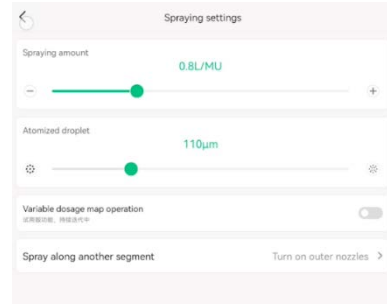 Spraying settings
Spraying amount
0.8L/MU
Atomized droplet
110μm
Variable dosage map operation
Spray along another segment
Turn on outer nozzles >